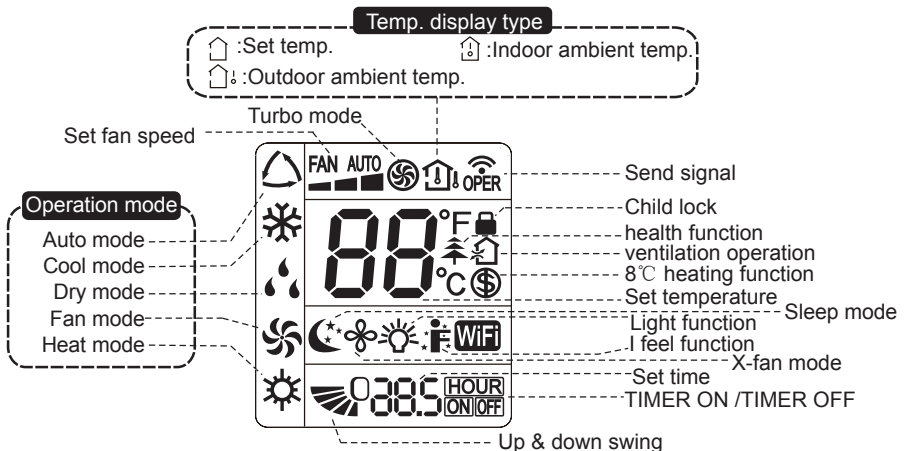 Temp. display type
:Set temp.
:Indoor ambient temp.
:Outdoor ambient temp.
Turbo mode
Set fan speed
FAN AUTO
OPER
Send signal
Operation mode
Auto mode
Cool mode
Dry mode
Fan mode
Heat mode
88
°F
°C
Child lock
health function
ventilation operation
8℃ heating function
Set temperature
Sleep mode
Light function
I feel function
WiFi
X-fan mode
Set time
038.5
HOUR
ON OFF
TIMER ON /TIMER OFF
Up & down swing